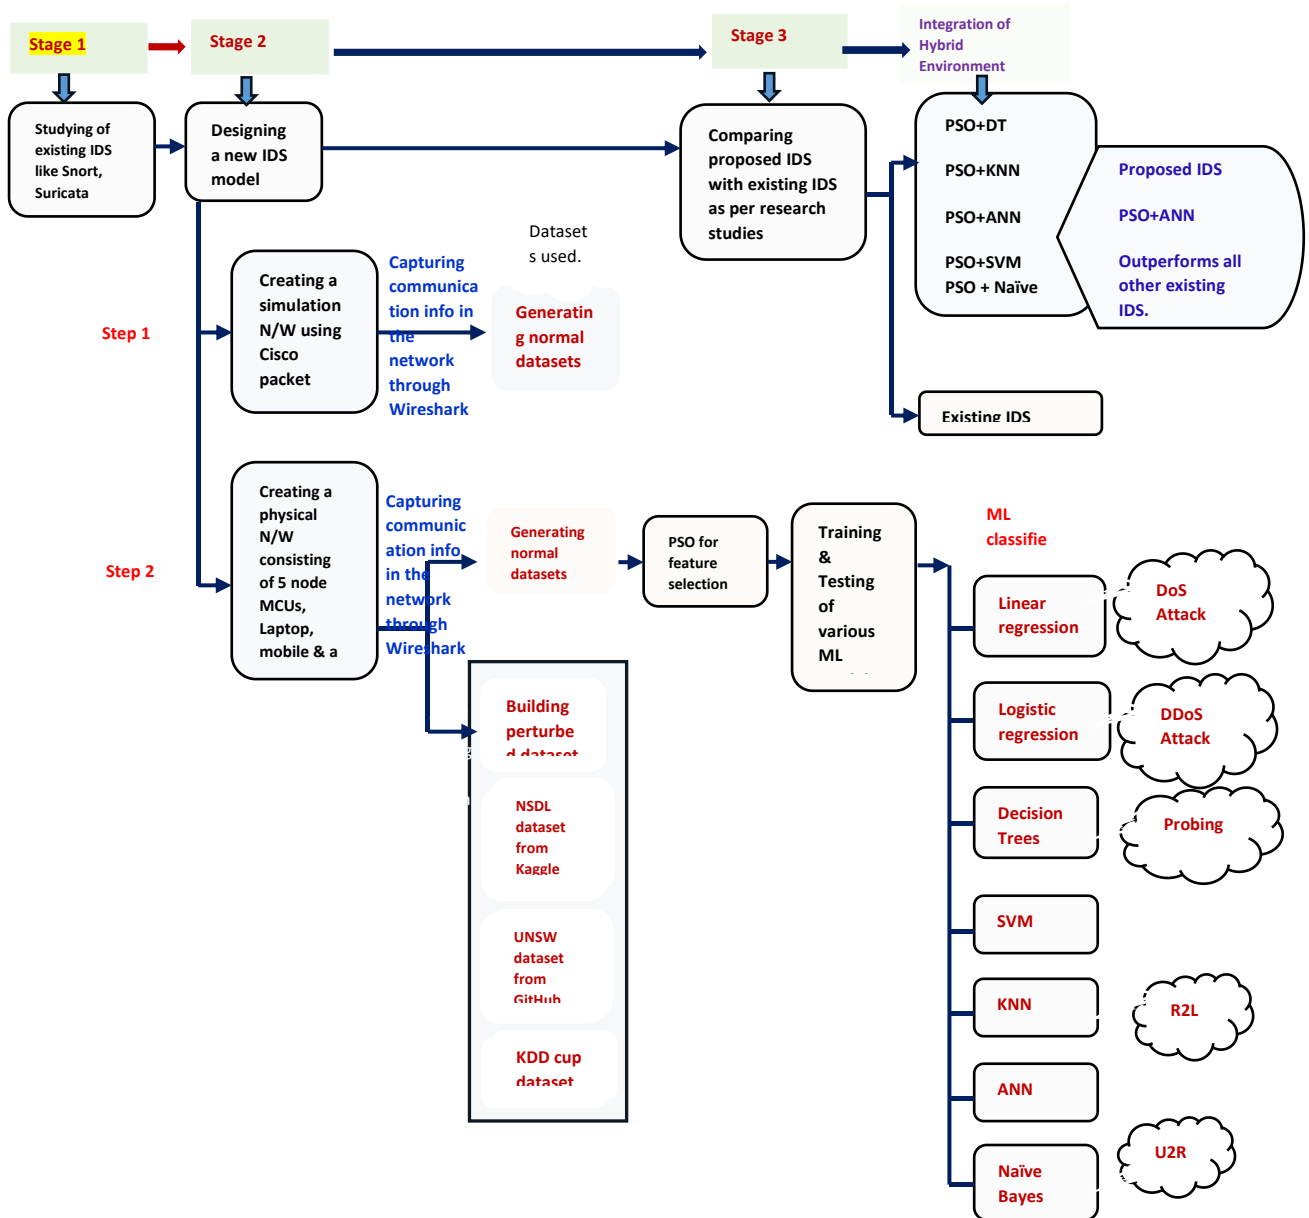 Stage 1
Stage 2
Stage 3
Integration of
Hybrid
Environment
Studying of
existing IDS
like Snort,
Suricata
Designing
a new IDS
model
Comparing
proposed IDS
with existing IDS
as per research
studies
PSO+DT
PSO+KNN
PSO+ANN
PSO+SVM
PSO + Naïve
Proposed IDS
PSO+ANN
Outperforms all
other existing
IDS.
Existing IDS
Step 1
Creating a
simulation
N/W using
Cisco
packet
Capturing
communica
tion info in
the
network
through
Wireshark
Dataset
s used.
Generatin
g normal
datasets
Step 2
Creating a
physical
N/W
consisting
of 5 node
MCUs,
Laptop,
mobile & a
Capturing
communic
ation info
in the
network
through
Wireshark
Generating
normal
datasets
PSO for
feature
selection
Training
&
Testing
of
various
ML
Building
perturbe
d dataset
NSDL
dataset
from
Kaggle
UNSW
dataset
from
GitHub
KDD cup
dataset
ML
classifie
Linear
regression
Logistic
regression
Decision
Trees
SVM
KNN
ANN
Naïve
Bayes
DoS
Attack
DDoS
Attack
Probing
R2L
U2R